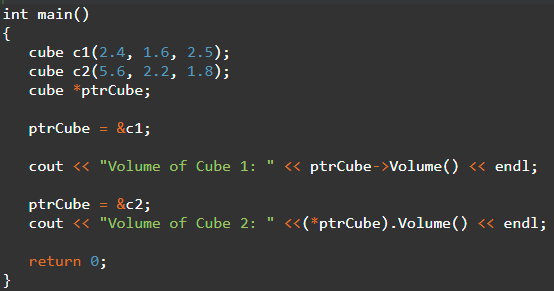 int main()
{
cube c1(2.4, 1.6, 2.5);
cube c2(5.6, 2.2, 1.8);
cube *ptrCube;
ptrCube = &c1;
cout << "Volume of Cube 1: " << ptrCube->Volume() << endl;
ptrCube = &c2;
cout << "Volume of Cube 2: " <<(*ptrCube).Volume() << endl;
return 0;
}